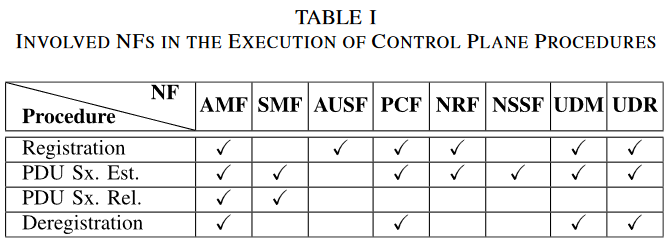 TABLE I
INVOLVED NFS IN THE EXECUTION OF CONTROL PLANE PROCEDURES
NF
Procedure AMF SMF AUSF PCF NRF NSSF UDM UDR
Registration ✓ ✓ ✓ ✓ ✓ ✓
PDU Sx. Est. ✓ ✓ ✓ ✓ ✓ ✓ ✓
PDU Sx. Rel. ✓ ✓
Deregistration ✓ ✓ ✓ ✓